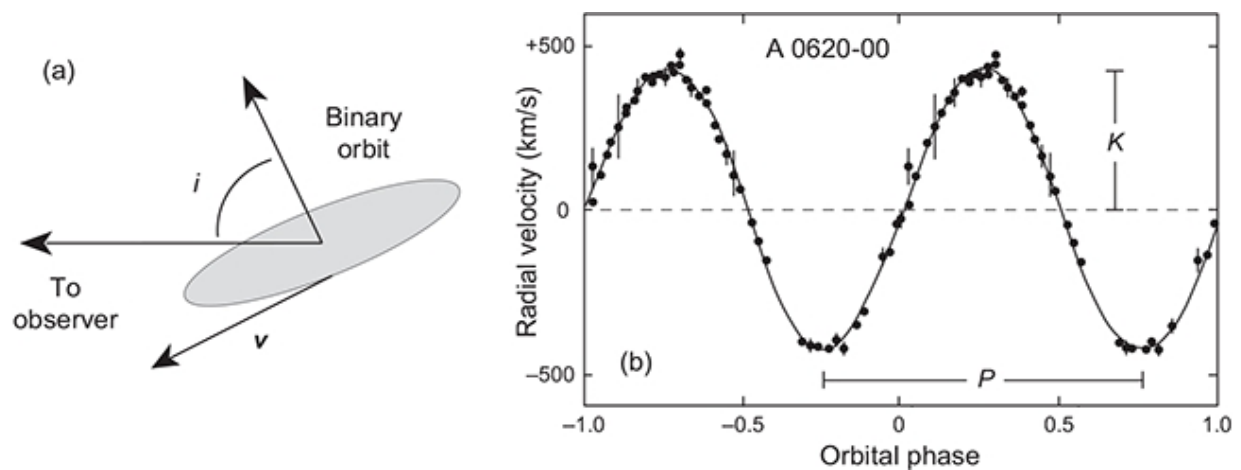 (a)
Binary
orbit
i
To
observer
v
A 0620-00
Radial velocity (km/s)
+500
0
–500
K
(b)
P
–1.0
–0.5
0
0.5
1.0
Orbital phase